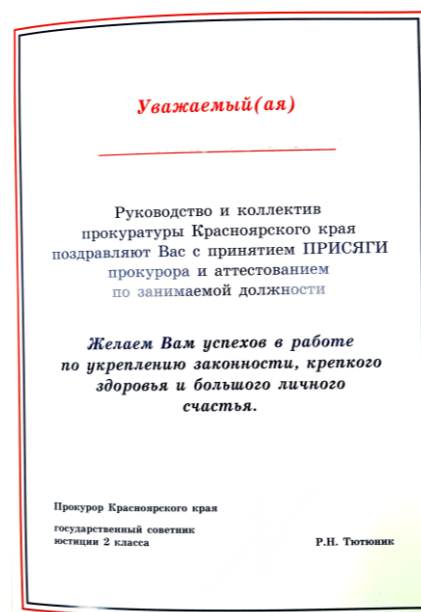 Уважаемый(ая)
Руководство и коллектив
прокуратуры Красноярского края
поздравляют Вас с принятием ПРИСЯГИ
прокурора и аттестованием
по занимаемой должности
Желаем Вам успехов в работе
по укреплению законности, крепкого
здоровья и большого личного
счастья.
Прокурор Красноярского края
государственный советник
юстиции 2 класса
Р.Н. Тютюник